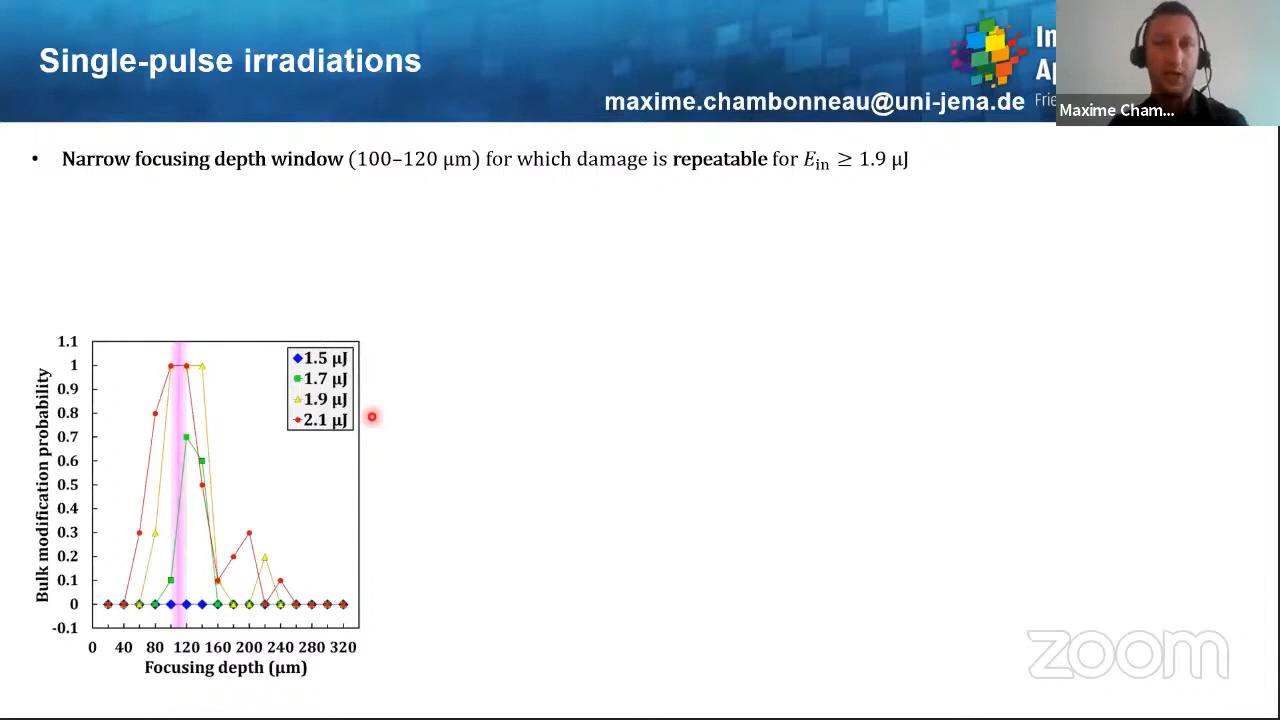 Single-pulse irradiations
maxime.chambonneau@uni-jena.de
Maxime Cham...
• Narrow focusing depth window (100–120 μm) for which damage is repeatable for Ein ≥ 1.9 μJ
Bulk modification probability
1.1
1
0.9
0.8
0.7
0.6
0.5
0.4
0.3
0.2
0.1
0
-0.1
1.5 μJ
1.7 μJ
1.9 μJ
2.1 μJ
0 40 80 120 160 200 240 280 320
Focusing depth (μm)
zoom